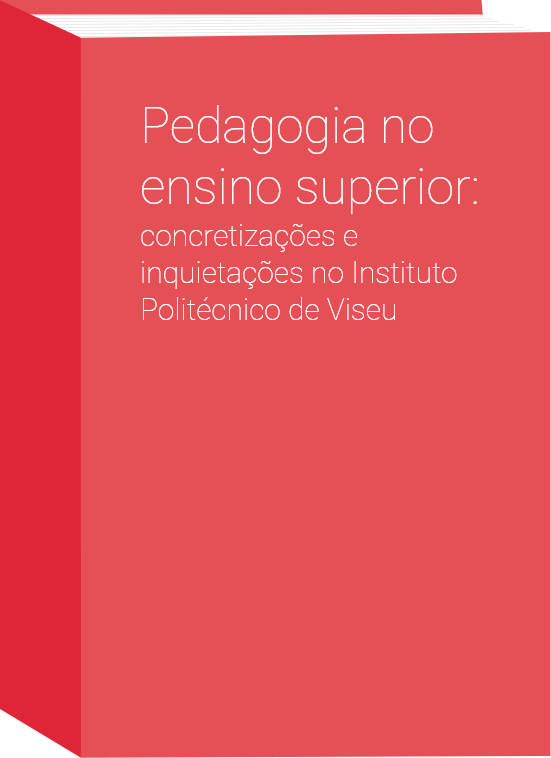 Pedagogia no
ensino superior:
concretizações e
inquietações no Instituto
Politécnico de Viseu